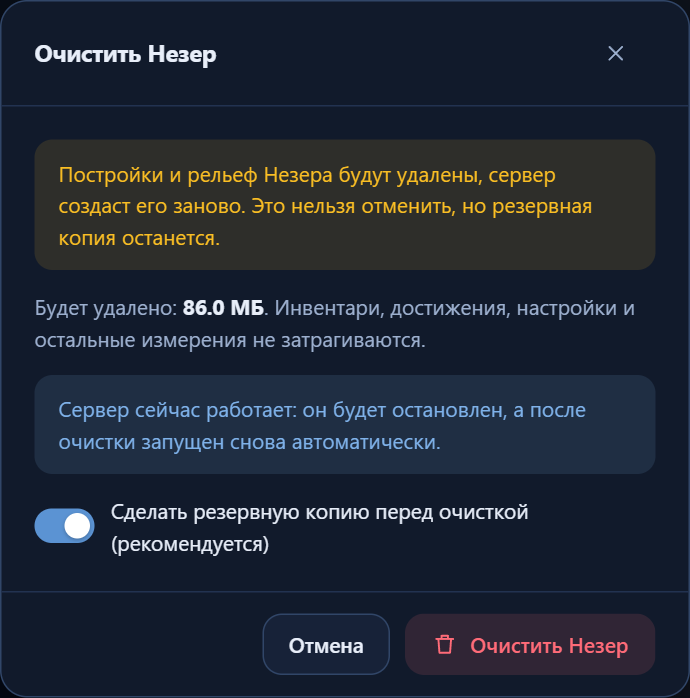 Очистить Незер
Постройки и рельеф Незера будут удалены, сервер
создаст его заново. Это нельзя отменить, но резервная
копия останется.
Будет удалено: 86.0 МБ. Инвентари, достижения, настройки и
остальные измерения не затрагиваются.
Сервер сейчас работает: он будет остановлен, а после
очистки запущен снова автоматически.
Сделать резервную копию перед очисткой
(рекомендуется)
Отмена
Очистить Незер